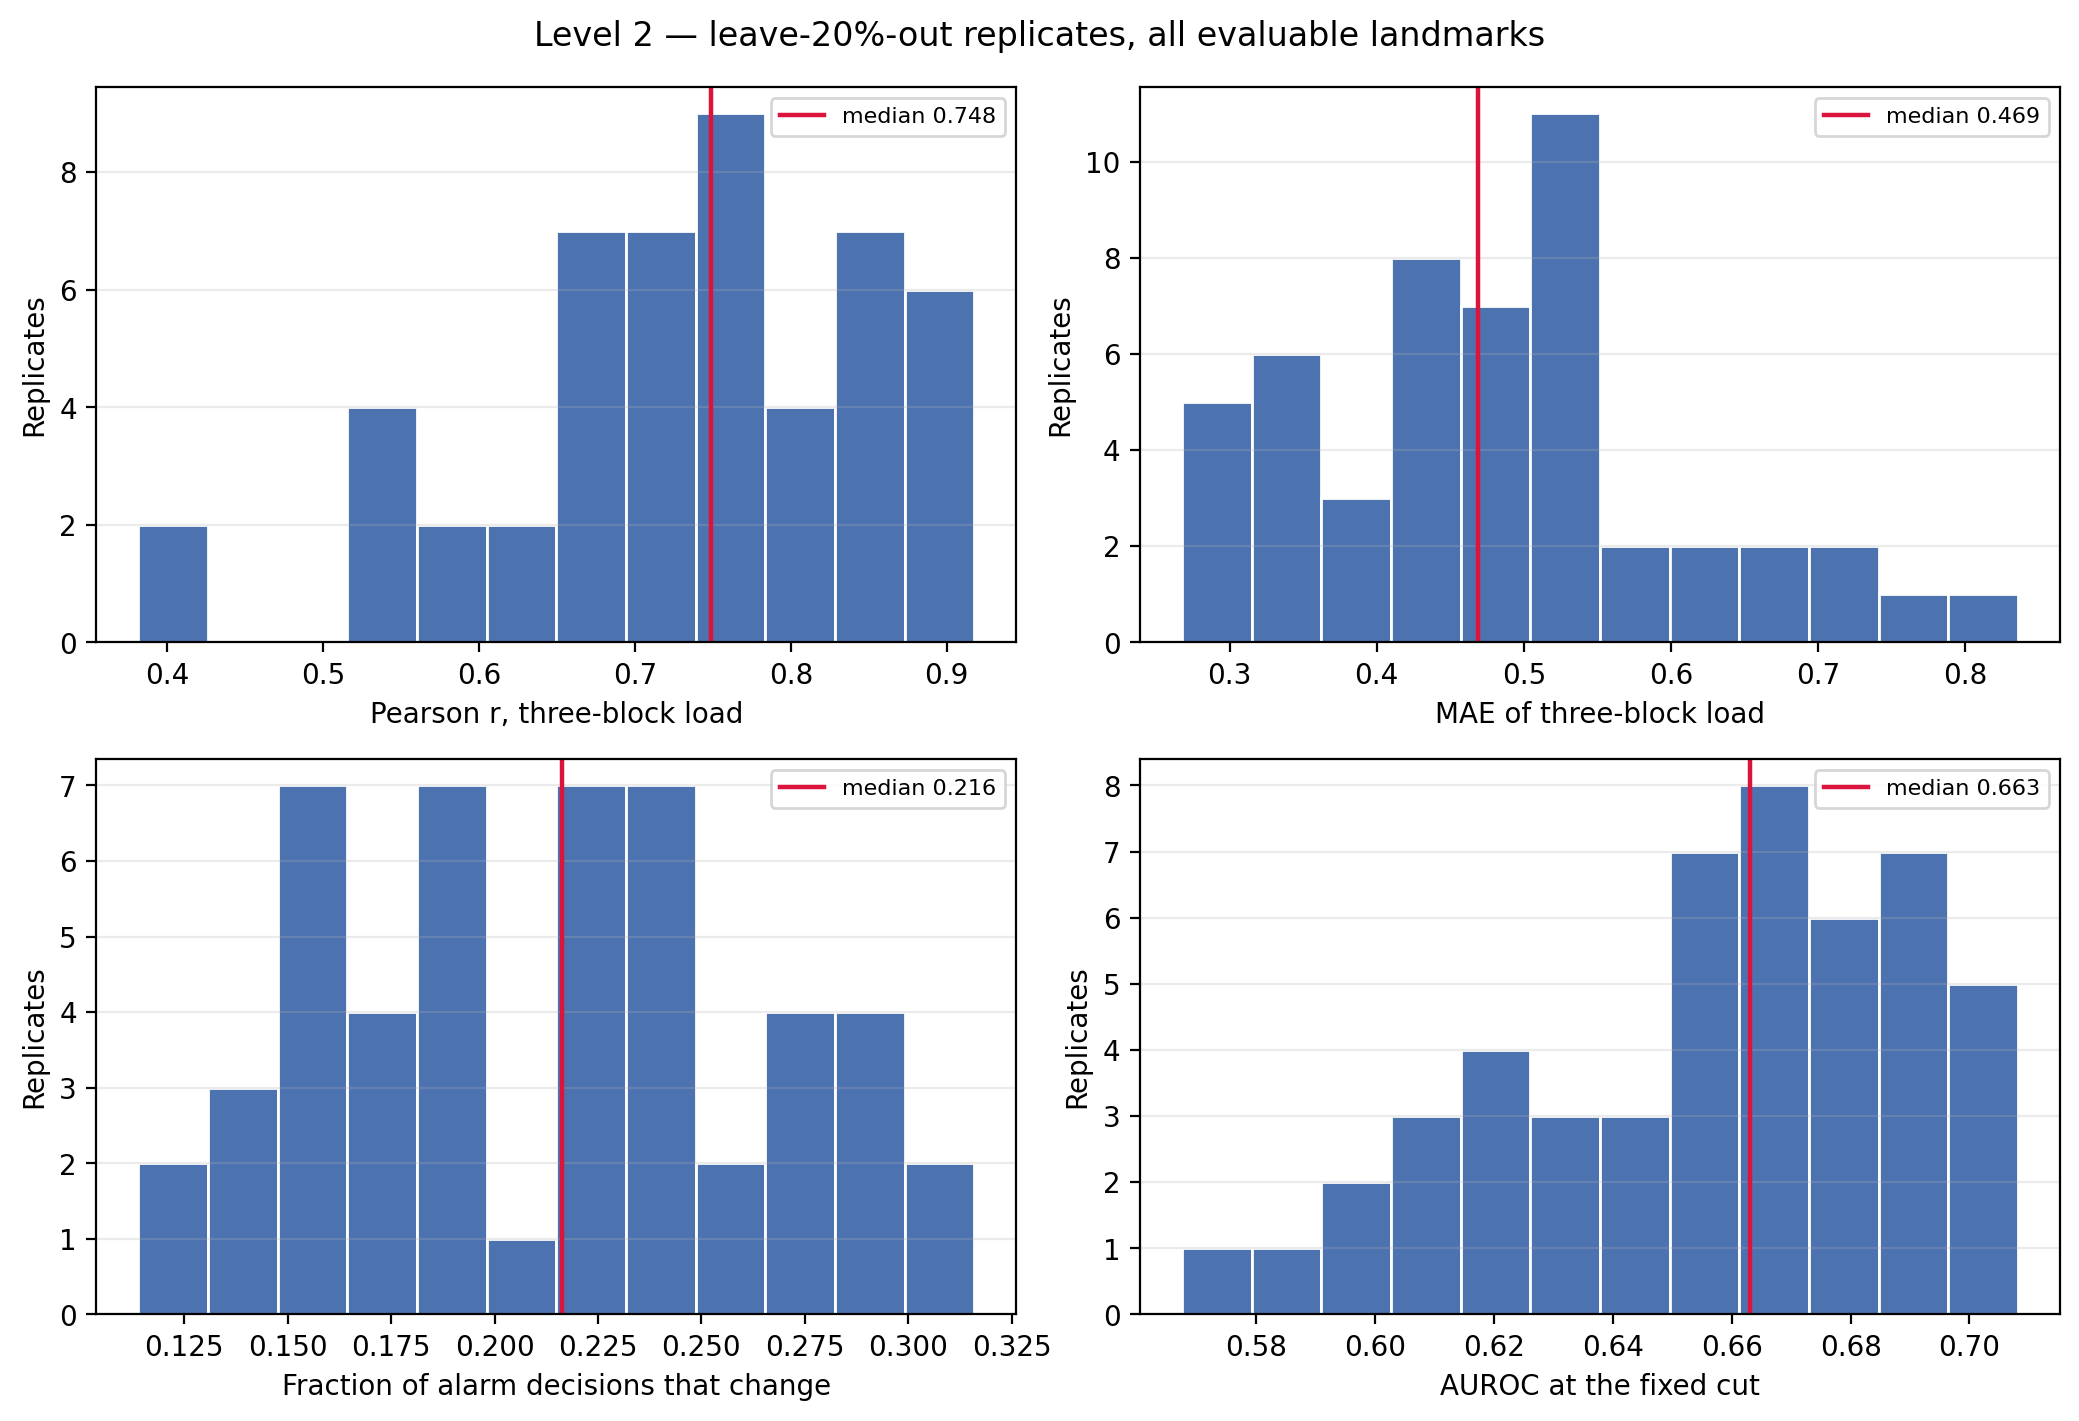 Level 2 — leave-20%-out replicates, all evaluable landmarks
median 0.748
Replicates
0
2
4
6
8
0.4 0.5 0.6 0.7 0.8 0.9
Pearson r, three-block load
median 0.469
Replicates
0
2
4
6
8
10
0.3 0.4 0.5 0.6 0.7 0.8
MAE of three-block load
median 0.216
Replicates
0
1
2
3
4
5
6
7
0.125 0.150 0.175 0.200 0.225 0.250 0.275 0.300 0.325
Fraction of alarm decisions that change
median 0.663
Replicates
0
1
2
3
4
5
6
7
8
0.58 0.60 0.62 0.64 0.66 0.68 0.70
AUROC at the fixed cut